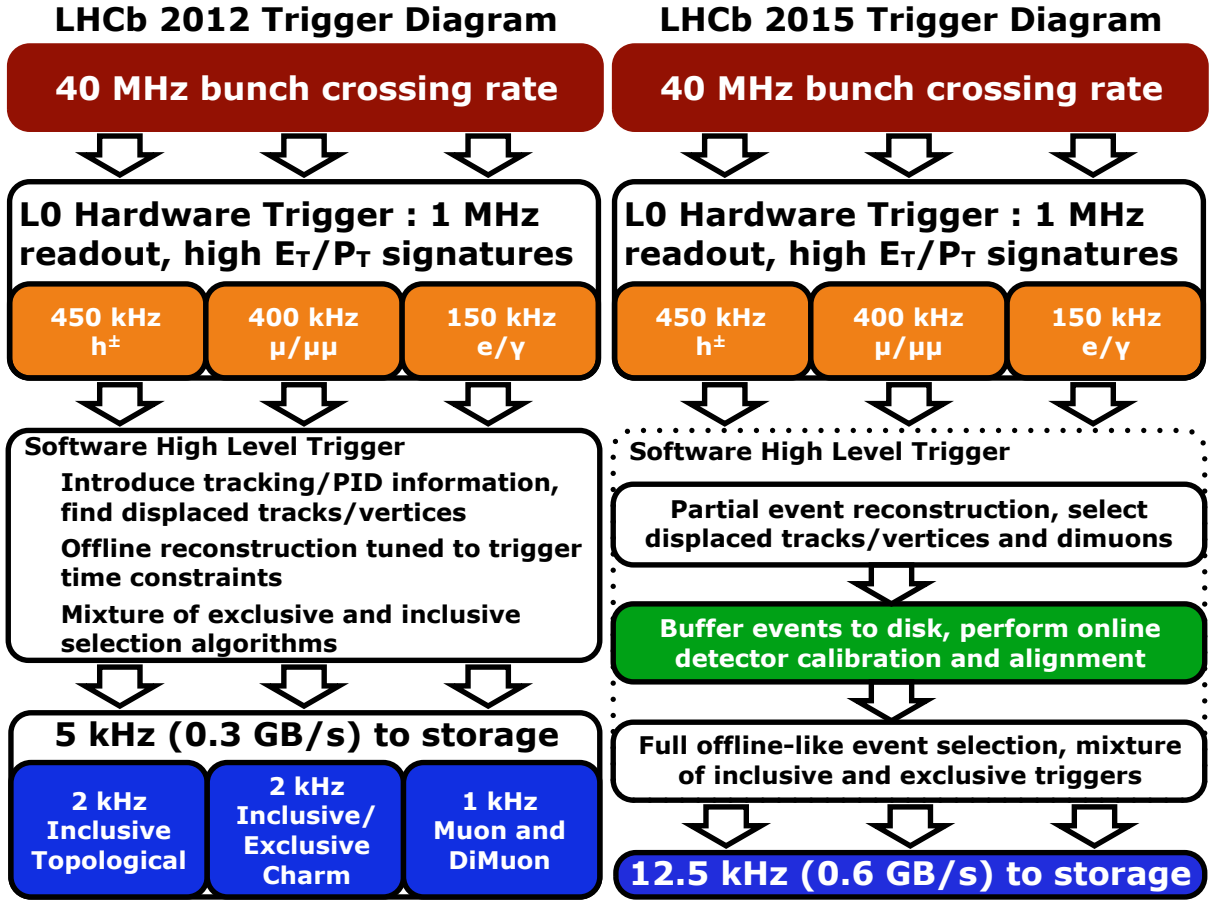 LHCb 2012 Trigger Diagram
40 MHz bunch crossing rate
L0 Hardware Trigger : 1 MHz
readout, high ET/PT signatures
450 kHz
h±
400 kHz
µ/µµ
150 kHz
e/γ
Software High Level Trigger
Introduce tracking/PID information,
find displaced tracks/vertices
Offline reconstruction tuned to trigger
time constraints
Mixture of exclusive and inclusive
selection algorithms
5 kHz (0.3 GB/s) to storage
2 kHz
Inclusive
Topological
2 kHz
Inclusive/
Exclusive
Charm
1 kHz
Muon and
DiMuon
LHCb 2015 Trigger Diagram
40 MHz bunch crossing rate
L0 Hardware Trigger : 1 MHz
readout, high ET/PT signatures
450 kHz
h±
400 kHz
µ/µµ
150 kHz
e/γ
Software High Level Trigger
Partial event reconstruction, select
displaced tracks/vertices and dimuons
Buffer events to disk, perform online
detector calibration and alignment
Full offline-like event selection, mixture
of inclusive and exclusive triggers
12.5 kHz (0.6 GB/s) to storage